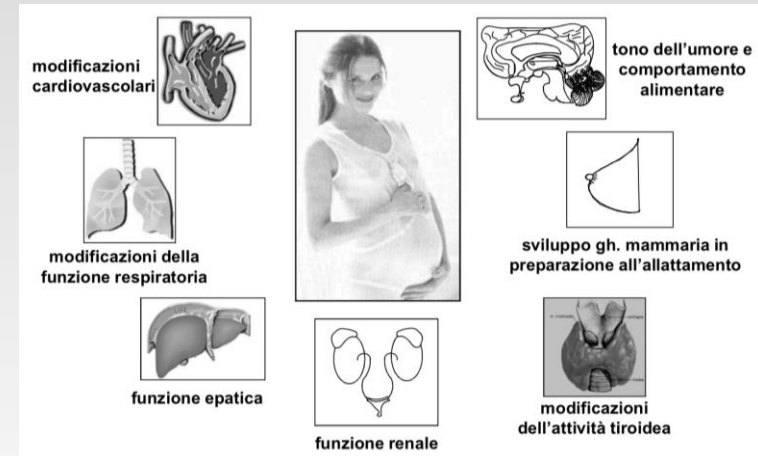 modificazioni
cardiovascolari
tono dell'umore e
comportamento
alimentare
modificazioni della
funzione respiratoria
sviluppo gh. mammaria in
preparazione all'allattamento
funzione epatica
funzione renale
modificazioni
dell'attività tiroidea